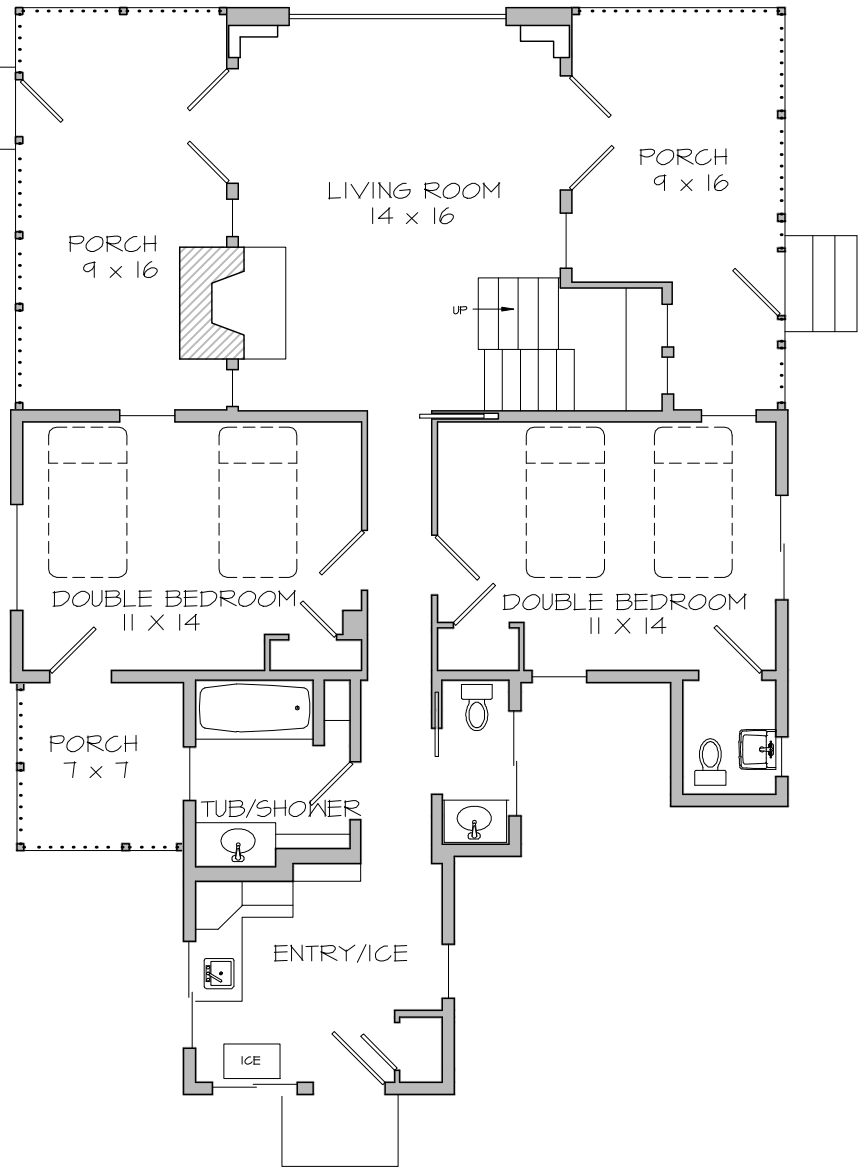 PORCH
9 x 16
LIVING ROOM
14 x 16
PORCH
9 x 16
UP
DOUBLE BEDROOM
11 X 14
DOUBLE BEDROOM
11 X 14
PORCH
7 x 7
TUB/SHOWER
ENTRY/ICE
ICE